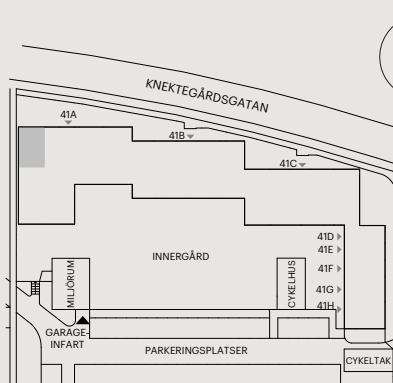 KNEKTEGÅRDSGATAN
41A
41B
41C
41D
41E
INNERGÅRD
41F
MILJÖRUM
CYKELHUS
41G
41H
GARAGE-
INFART
PARKERINGSPLATSER
CYKELTAK